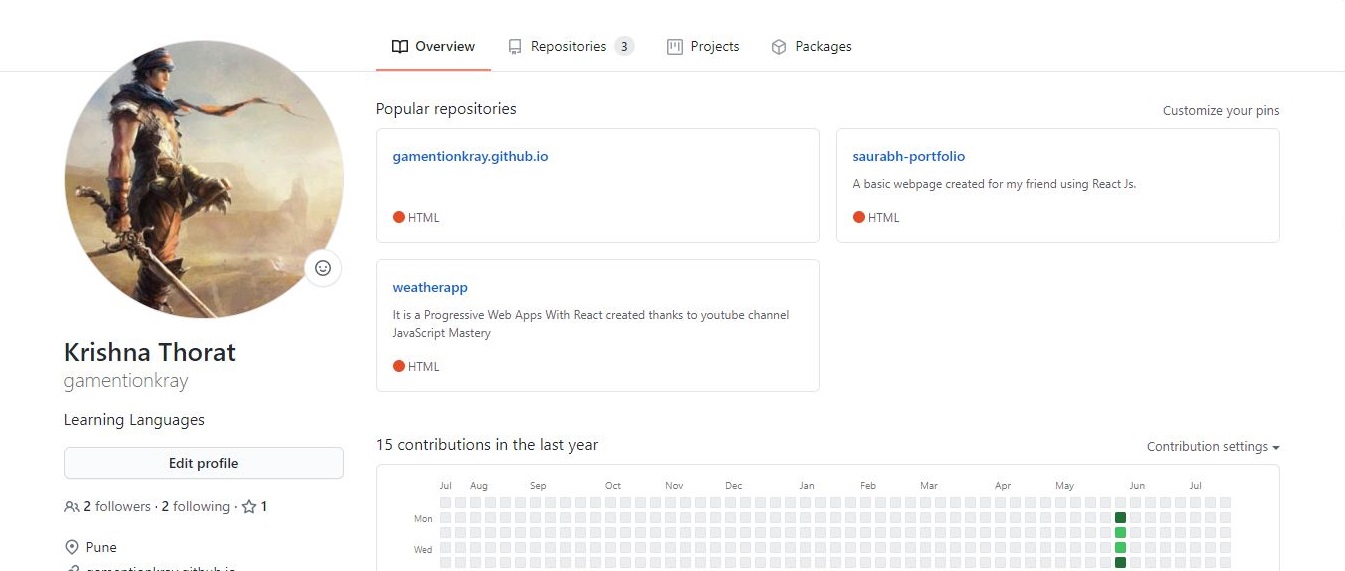 Overview
Repositories 3
Projects
Packages
Popular repositories
Customize your pins
gamentionkray.github.io
HTML
saurabh-portfolio
A basic webpage created for my friend using React Js.
HTML
weatherapp
It is a Progressive Web Apps With React created thanks to youtube channel
JavaScript Mastery
HTML
Krishna Thorat
gamentionkray
Learning Languages
Edit profile
2 followers · 2 following · 1
Pune
gamentionkray.github.io
15 contributions in the last year
Contribution settings
Jul Aug Sep Oct Nov Dec Jan Feb Mar Apr May Jun Jul
Mon
Wed